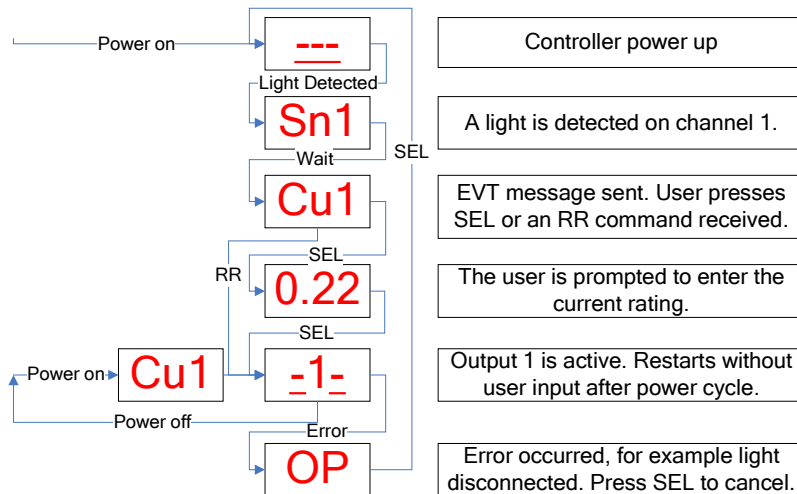 Power on
---
Controller power up
Light Detected
Sn1
A light is detected on channel 1.
Wait
SEL
Cu1
EVT message sent. User presses
SEL or an RR command received.
SEL
RR
0.22
The user is prompted to enter the
current rating.
SEL
Power on
Cu1
-1-
Output 1 is active. Restarts without
user input after power cycle.
Power off
Error
OP
Error occurred, for example light
disconnected. Press SEL to cancel.